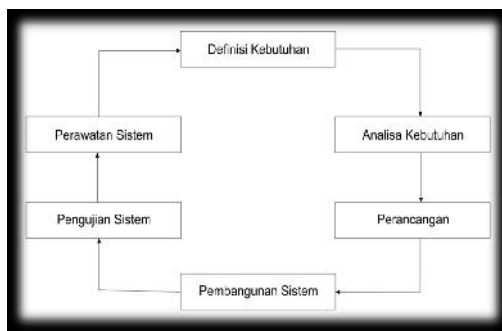 Definisi Kebutuhan
Analisa Kebutuhan
Perancangan
Pembangunan Sistem
Pengujian Sistem
Perawatan Sistem